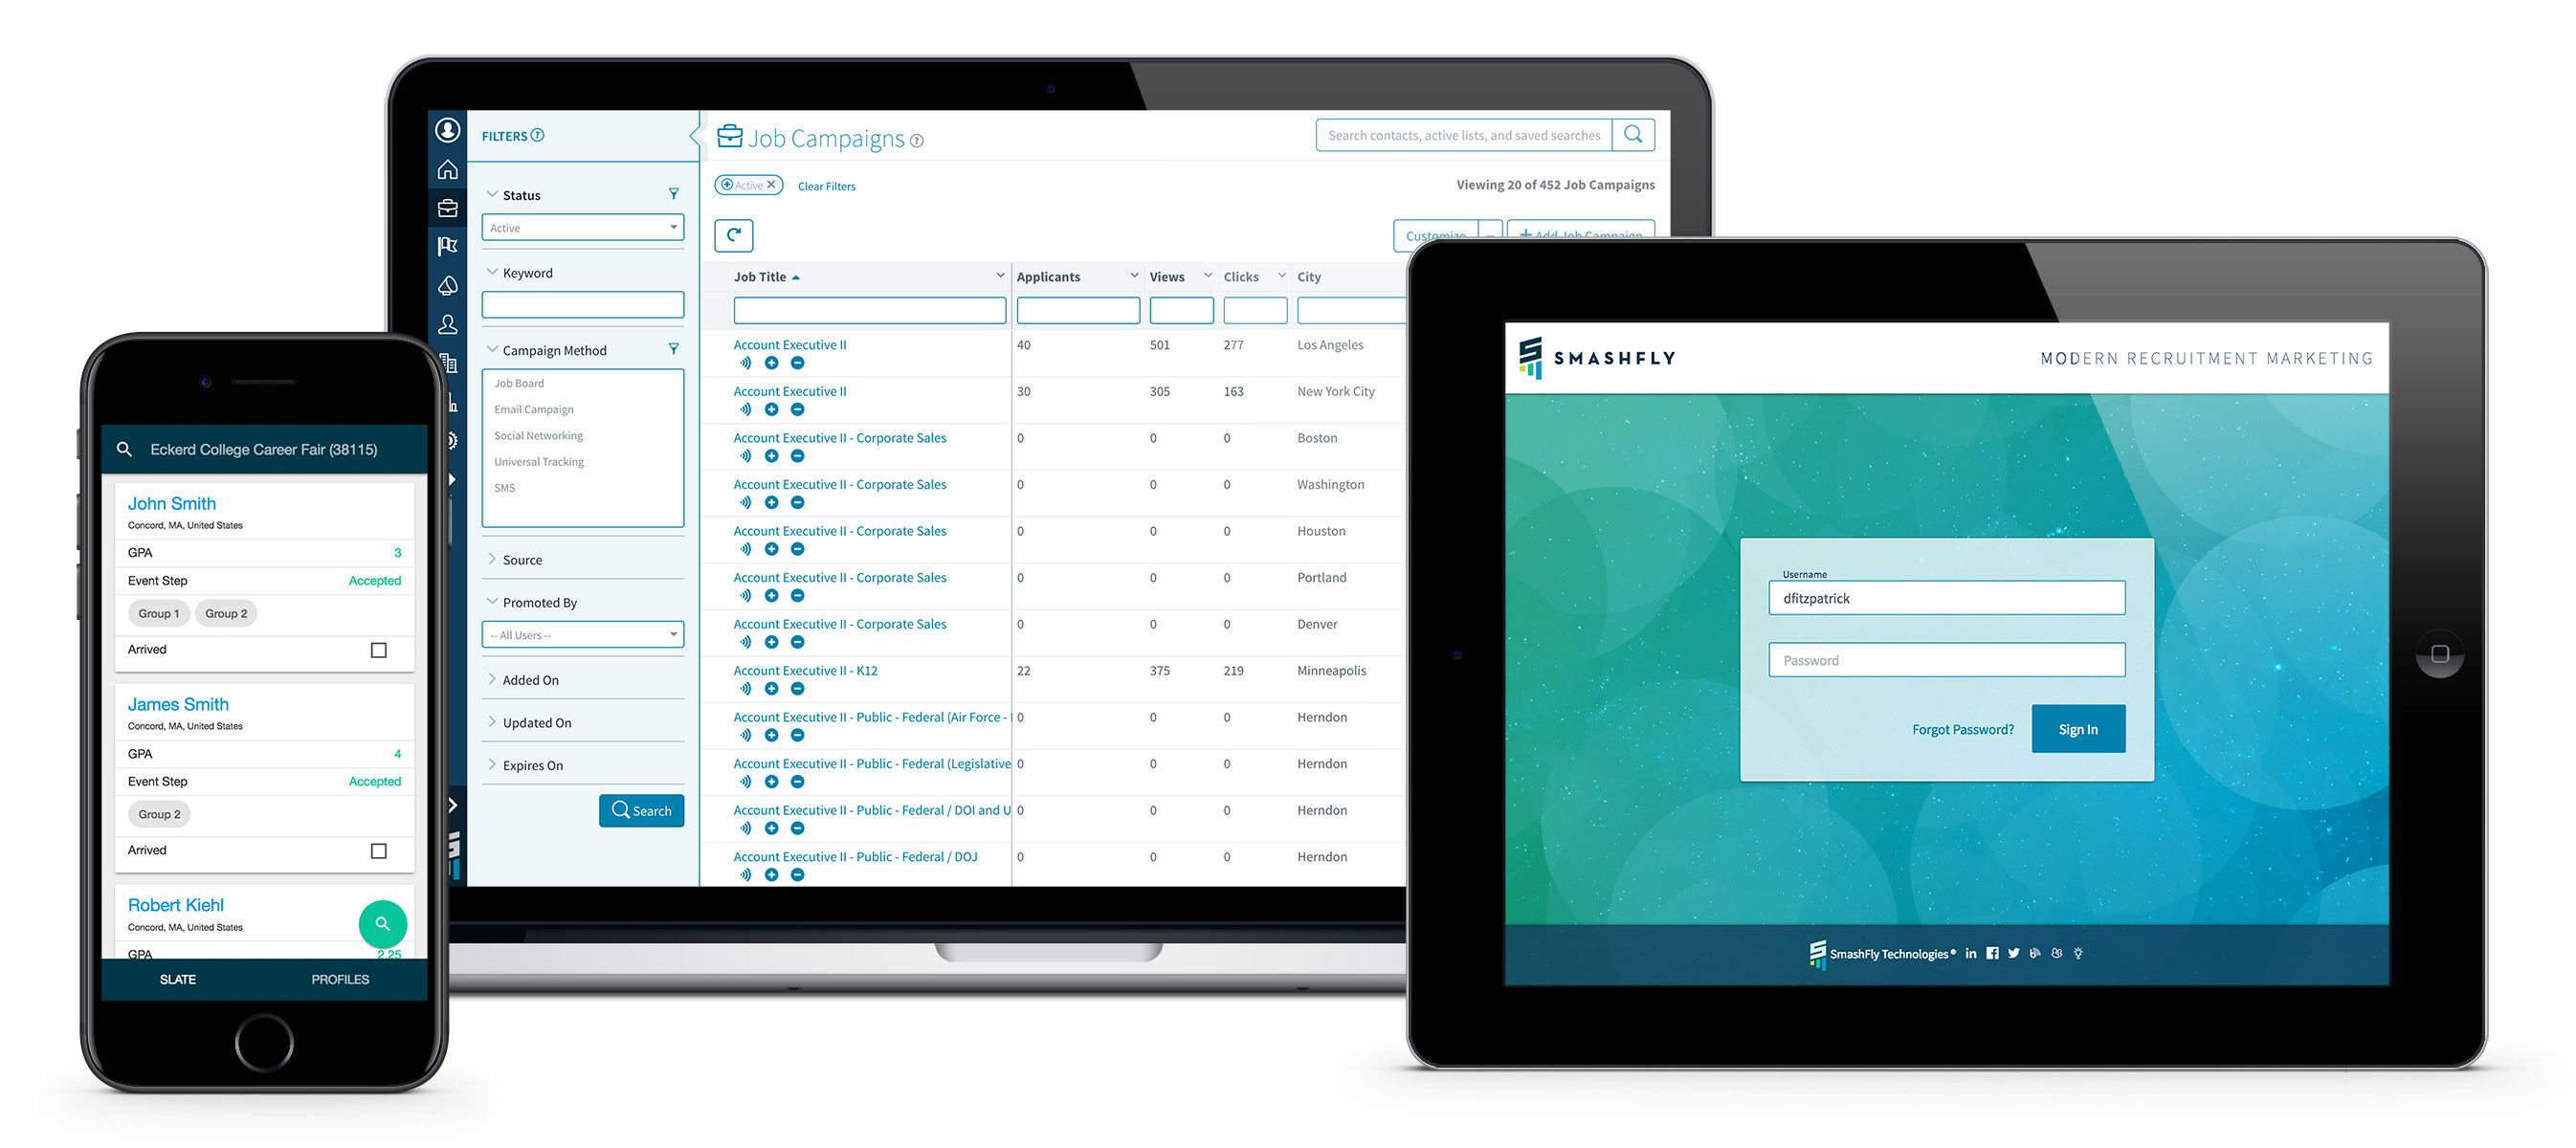 Eckerd College Career Fair (38115)
John Smith
Concord, MA, United States
GPA 3
Event Step Accepted
Group 1 Group 2
Arrived
James Smith
Concord, MA, United States
GPA 4
Event Step Accepted
Group 2
Arrived
Robert Kiehl
Concord, MA, United States
GPA 2.25
SLATE PROFILES
FILTERS ?
Status
Active
Keyword
Campaign Method
Job Board
Email Campaign
Social Networking
Universal Tracking
SMS
Source
Promoted By
-- All Users --
Added On
Updated On
Expires On
Search
Job Campaigns ?
Search contacts, active lists, and saved searches
Active Clear Filters
Viewing 20 of 452 Job Campaigns
Customize Add Job Campaign
Job Title Applicants Views Clicks City
Account Executive II 40 501 277 Los Angeles
Account Executive II 30 305 163 New York City
Account Executive II - Corporate Sales 0 0 0 Boston
Account Executive II - Corporate Sales 0 0 0 Washington
Account Executive II - Corporate Sales 0 0 0 Houston
Account Executive II - Corporate Sales 0 0 0 Portland
Account Executive II - Corporate Sales 0 0 0 Denver
Account Executive II - K12 22 375 219 Minneapolis
Account Executive II - Public - Federal (Air Force - 0 0 0 Herndon
Account Executive II - Public - Federal (Legislative 0 0 0 Herndon
Account Executive II - Public - Federal / DOI and U 0 0 0 Herndon
Account Executive II - Public - Federal / DOJ 0 0 0 Herndon
SMASHFLY MODERN RECRUITMENT MARKETING
Username
dfitzpatrick
Password
Forgot Password? Sign In
SmashFly Technologies®